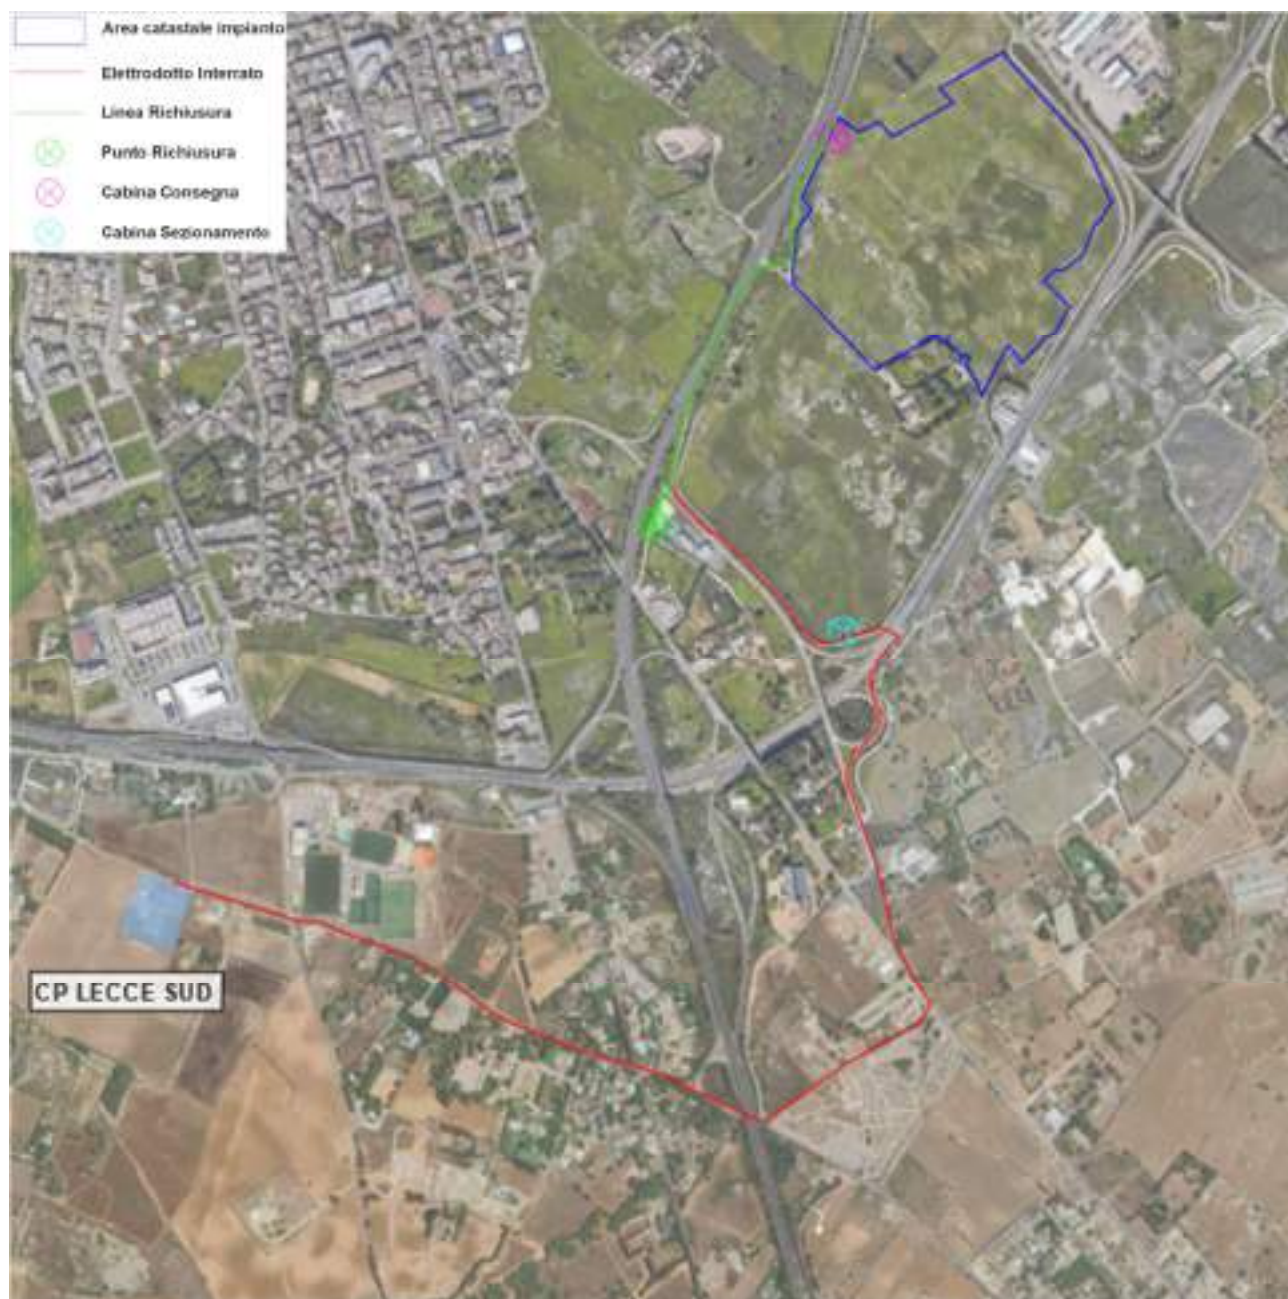 Area catastale impianto
Elettrodotto Interrato
Linea Richiusura
Punto Richiusura
Cabina Consegna
Cabina Sezionamento
CP LECCE SUD